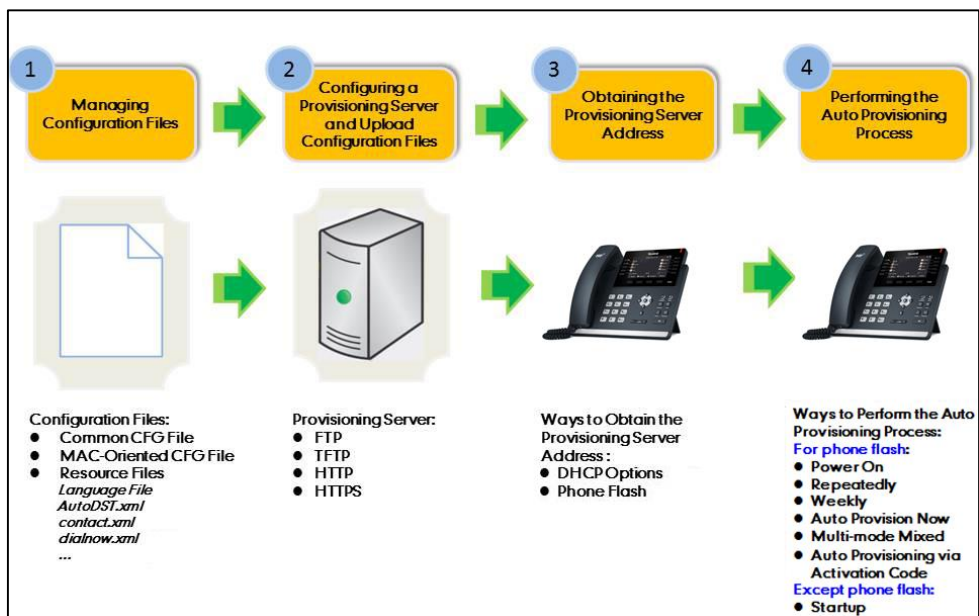 1
Managing
Configuration Files
2
Configuring a
Provisioning Server
and Upload
Configuration Files
3
Obtaining the
Provisioning Server
Address
4
Performing the
Auto Provisioning
Process
Configuration Files:
● Common CFG File
● MAC-Oriented CFG File
● Resource Files
Language File
AutoDST.xml
contact.xml
dialnow.xml
...
Provisioning Server:
● FTP
● TFTP
● HTTP
● HTTPS
Ways to Obtain the
Provisioning Server
Address :
● DHCP Options
● Phone Flash
Ways to Perform the Auto
Provisioning Process:
For phone flash:
● Power On
● Repeatedly
● Weekly
● Auto Provision Now
● Multi-mode Mixed
● Auto Provisioning via
Activation Code
Except phone flash:
● Startup